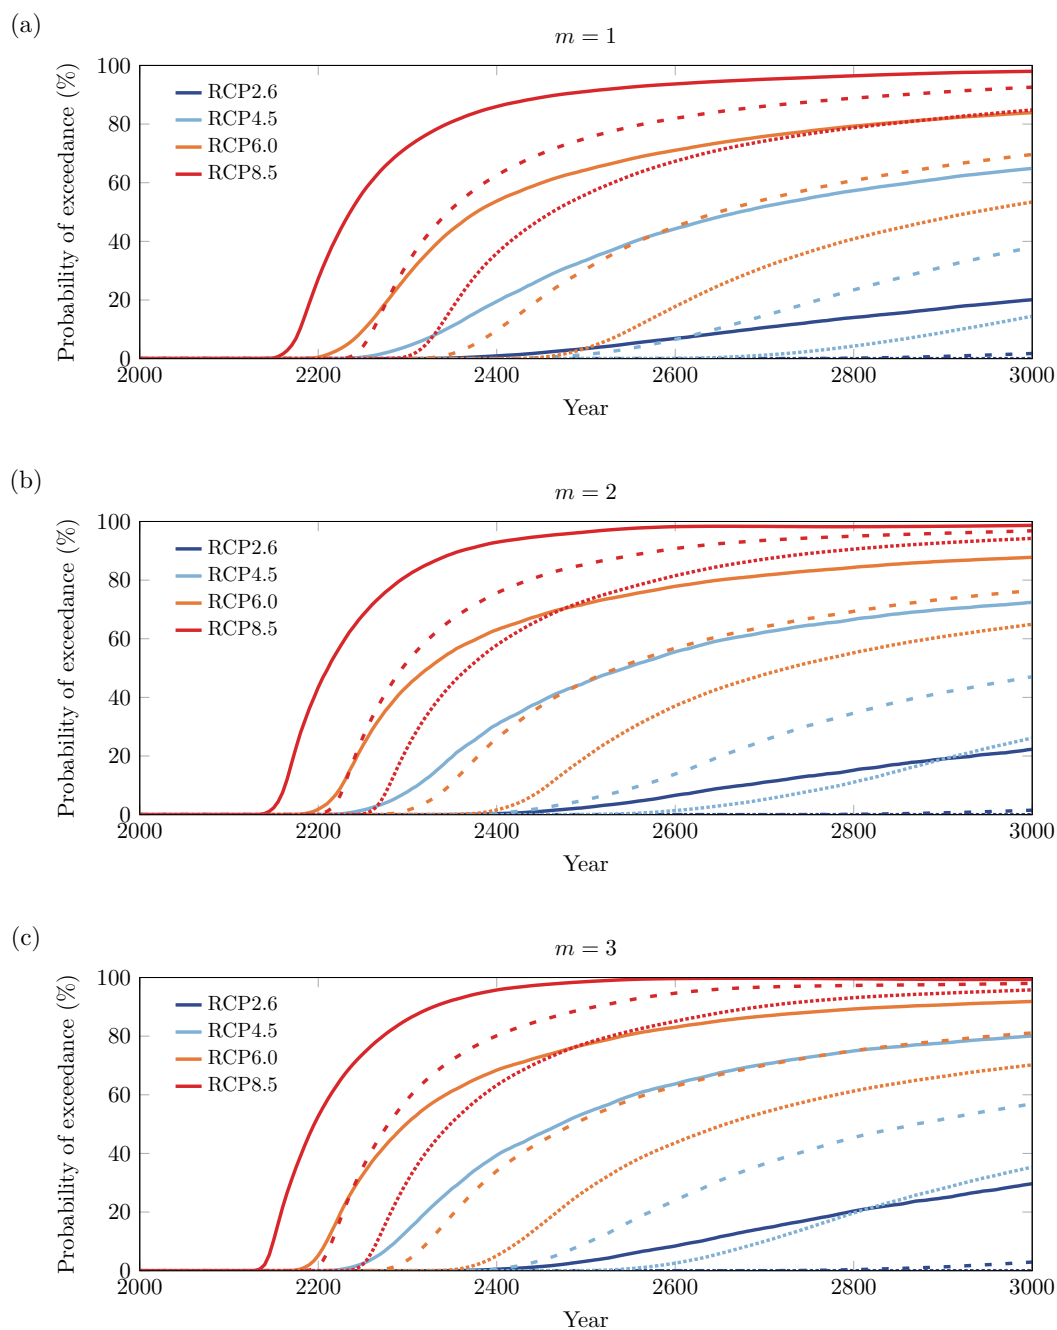 (a)
m = 1
Probability of exceedance (%)
100
80
60
40
20
0
RCP2.6
RCP4.5
RCP6.0
RCP8.5
2000 2200 2400 2600 2800 3000
Year
(b)
m = 2
Probability of exceedance (%)
100
80
60
40
20
0
RCP2.6
RCP4.5
RCP6.0
RCP8.5
2000 2200 2400 2600 2800 3000
Year
(c)
m = 3
Probability of exceedance (%)
100
80
60
40
20
0
RCP2.6
RCP4.5
RCP6.0
RCP8.5
2000 2200 2400 2600 2800 3000
Year